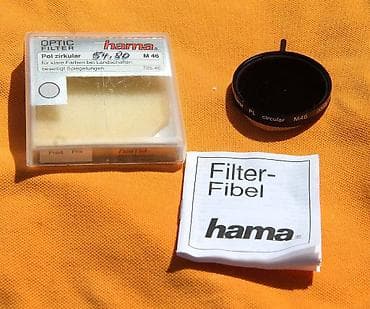 OPTIC
FILTER
hama
Pol zirkular
54,80
M 46
für klare Farben bei Landschaften
beseitigt Spiegelungen
PL circular M46
Filter-
Fibel
hama